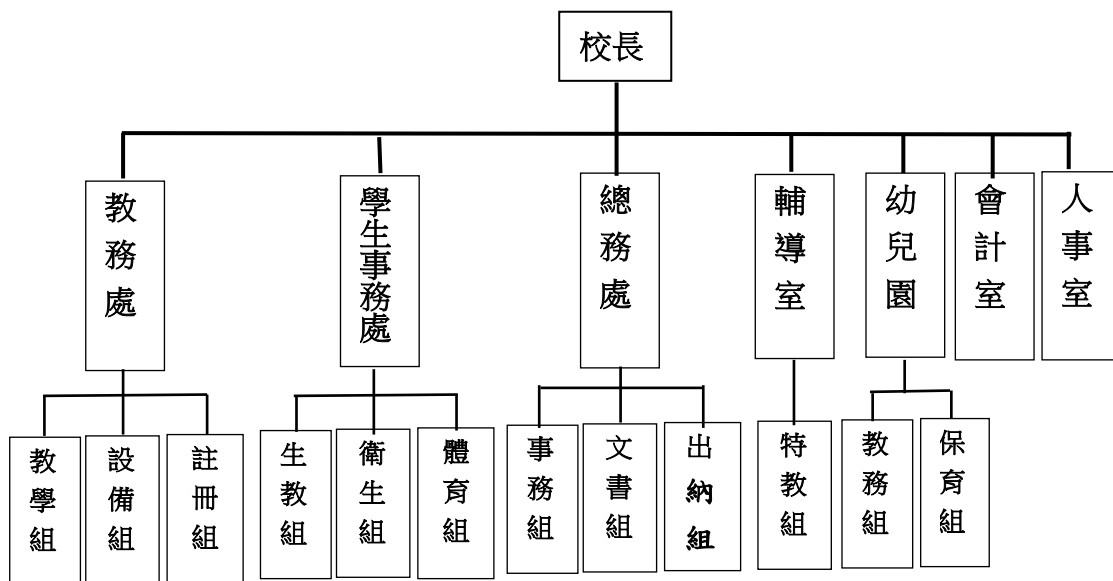 校長
教務處
學生事務處
總務處
輔導室
幼兒園
會計室
人事室
教學組
設備組
註冊組
生教組
衛生組
體育組
事務組
文書組
出納組
特教組
教務組
保育組